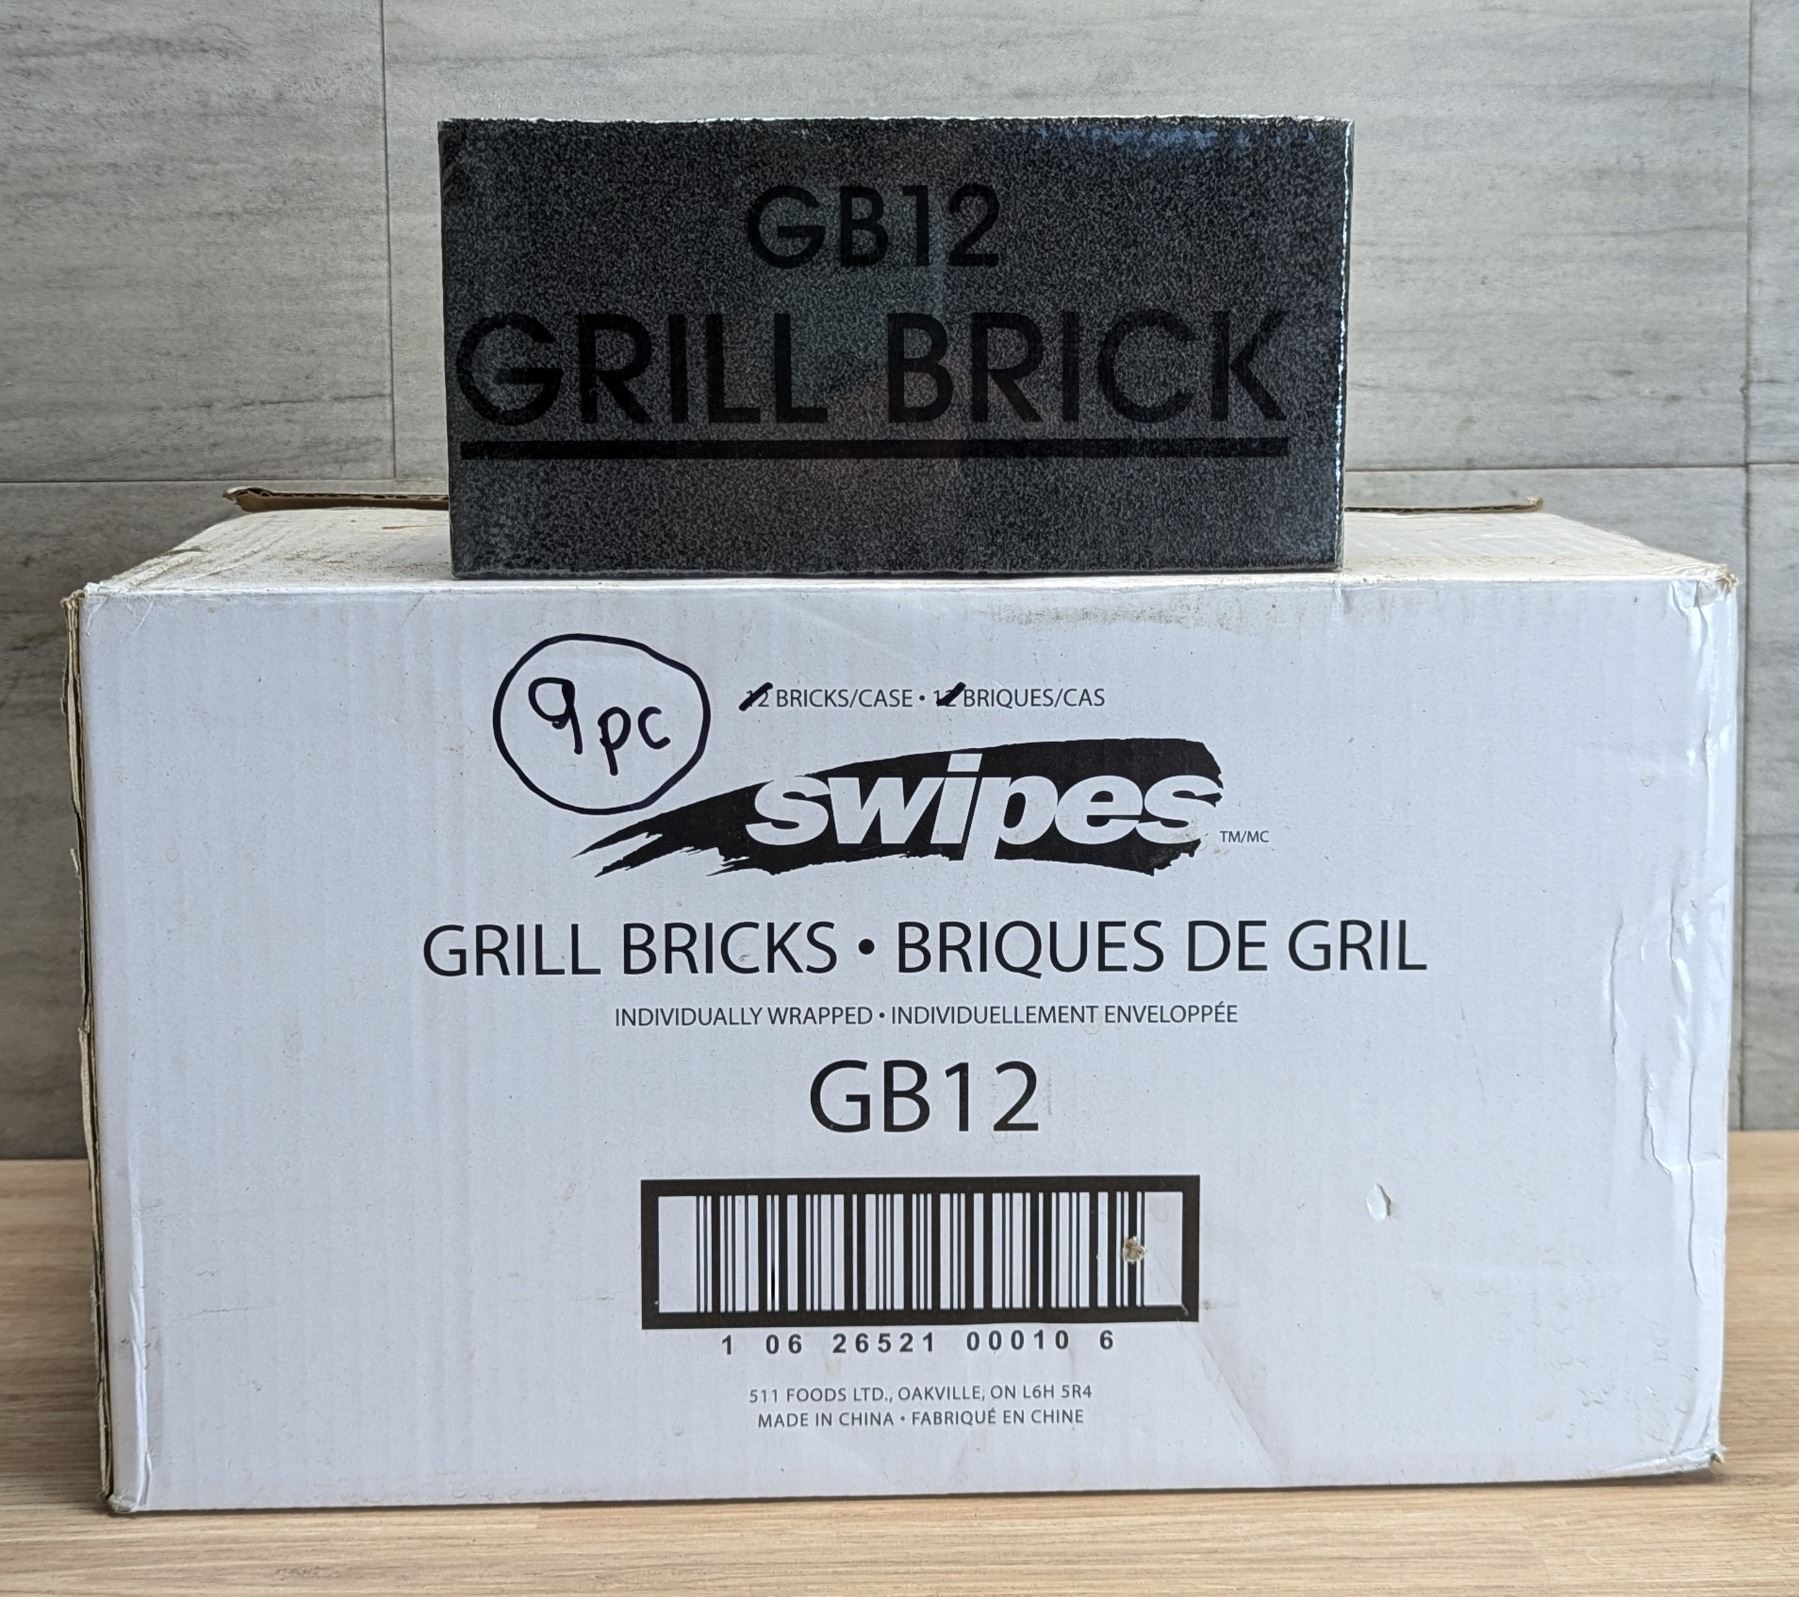 GB12
GRILL BRICK
9pc
12 BRICKS/CASE • 12 BRIQUES/CAS
swipes TM/MC
GRILL BRICKS • BRIQUES DE GRIL
INDIVIDUALLY WRAPPED • INDIVIDUELLEMENT ENVELOPPÉE
GB12
1 06 26521 00010 6
511 FOODS LTD., OAKVILLE, ON L6H 5R4
MADE IN CHINA • FABRIQUÉ EN CHINE